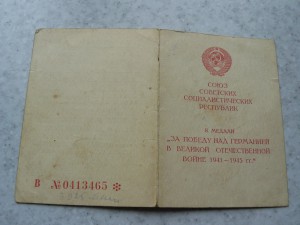 СОЮЗ
СОВЕТСКИХ
СОЦИАЛИСТИЧЕСКИХ
РЕСПУБЛИК
К МЕДАЛИ
„ЗА ПОБЕДУ НАД ГЕРМАНИЕЙ
В ВЕЛИКОЙ ОТЕЧЕСТВЕННОЙ
ВОЙНЕ 1941—1945 гг."
В №0413465 *